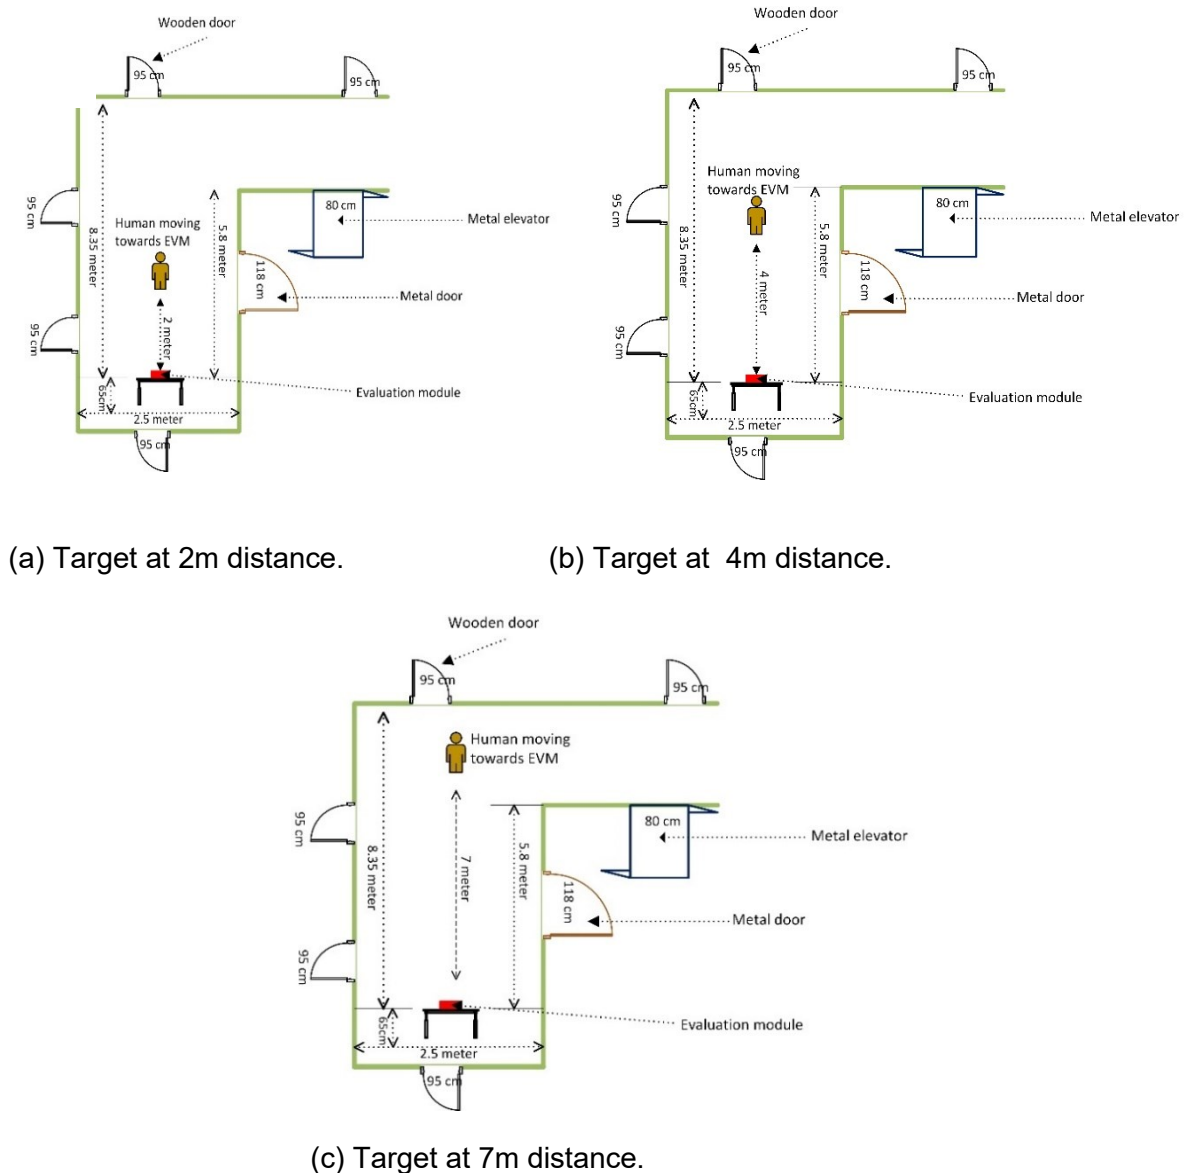 Wooden door
95 cm
95 cm
95 cm
8.35 meter
Human moving
towards EVM
5.8 meter
80 cm
Metal elevator
118 cm
Metal door
95 cm
2 meter
65cm
Evaluation module
2.5 meter
95 cm
(a) Target at 2m distance.
Wooden door
95 cm
95 cm
95 cm
8.35 meter
Human moving
towards EVM
5.8 meter
80 cm
Metal elevator
118 cm
Metal door
95 cm
4 meter
65cm
Evaluation module
2.5 meter
95 cm
(b) Target at 4m distance.
Wooden door
95 cm
95 cm
Human moving
towards EVM
95 cm
8.35 meter
7 meter
5.8 meter
80 cm
Metal elevator
118 cm
Metal door
95 cm
65cm
Evaluation module
2.5 meter
95 cm
(c) Target at 7m distance.